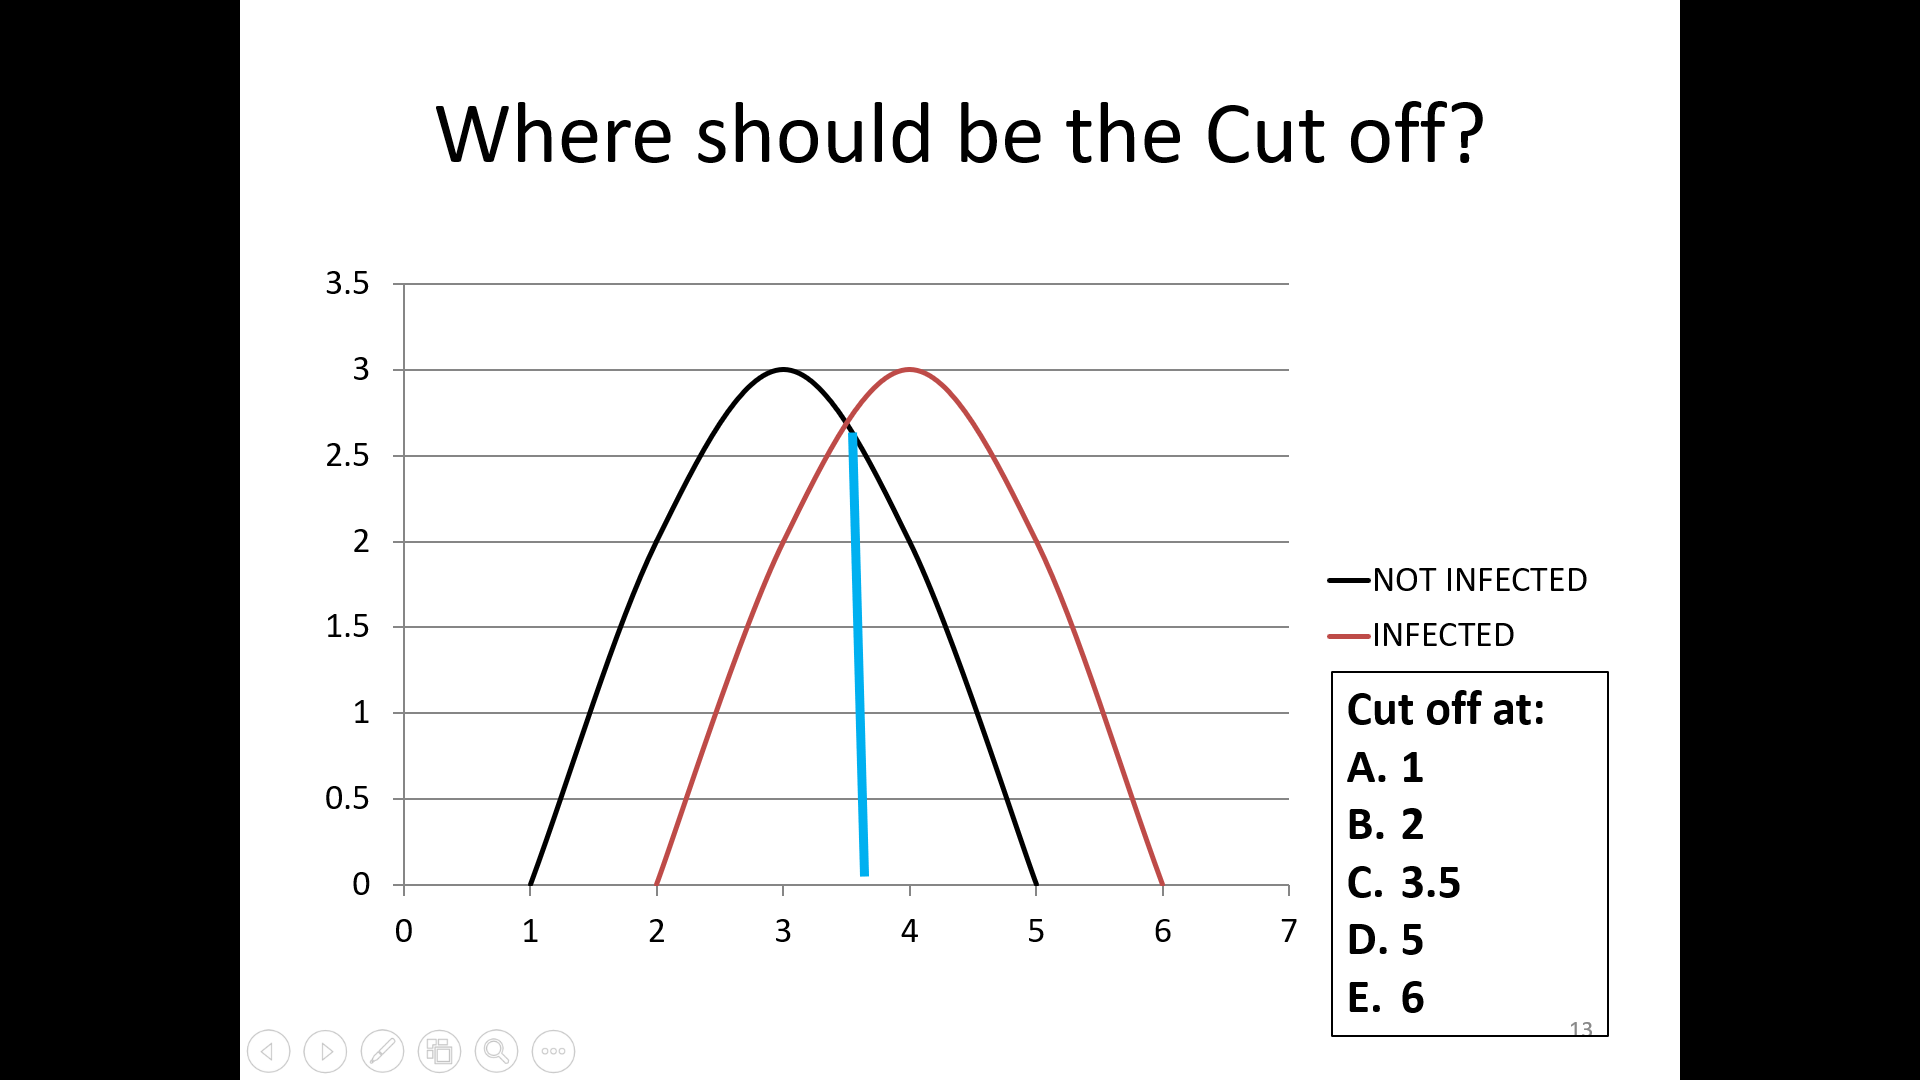 Where should be the Cut off?
3.5
3
2.5
2
1.5
1
0.5
0
0 1 2 3 4 5 6 7
NOT INFECTED
INFECTED
Cut off at:
A. 1
B. 2
C. 3.5
D. 5
E. 6
13